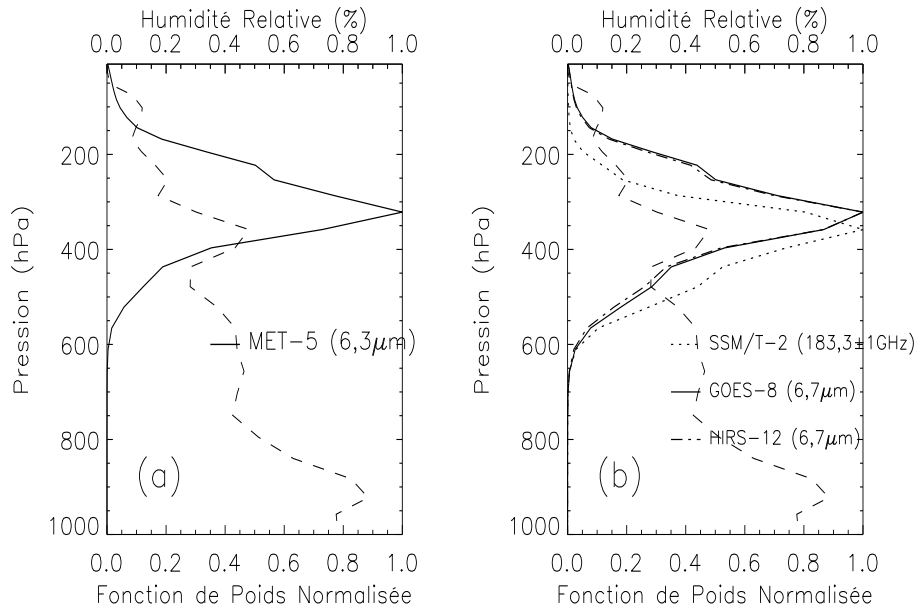 Humidité Relative (%)
0.0 0.2 0.4 0.6 0.8 1.0
200
400
600
800
1000
Pression (hPa)
MET-5 (6,3μm)
(a)
0.0 0.2 0.4 0.6 0.8 1.0
Fonction de Poids Normalisée
Humidité Relative (%)
0.0 0.2 0.4 0.6 0.8 1.0
200
400
600
800
1000
Pression (hPa)
SSM/T-2 (183,3±1GHz)
GOES-8 (6,7μm)
HIRS-12 (6,7μm)
(b)
0.0 0.2 0.4 0.6 0.8 1.0
Fonction de Poids Normalisée